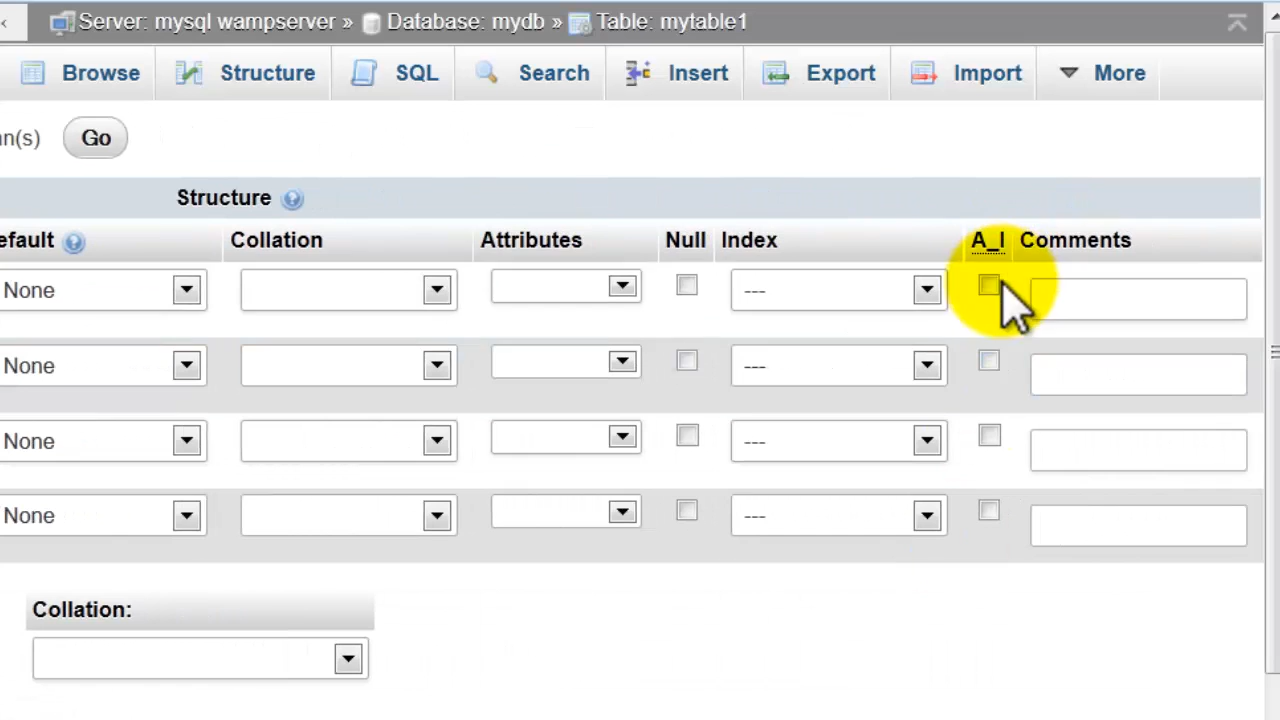 Server: mysql wampserver » Database: mydb » Table: mytable1
Browse Structure SQL Search Insert Export Import More
n(s) Go
Structure
efault Collation Attributes Null Index A_I Comments
None ---
None ---
None ---
None ---
Collation: